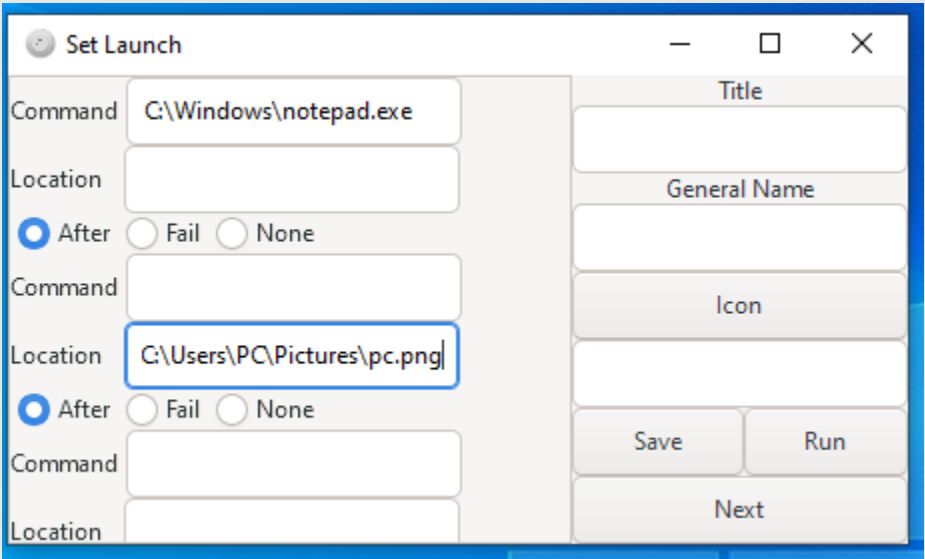 Set Launch
Command C:\Windows\notepad.exe
Location
After Fail None
Command
Location C:\Users\PC\Pictures\pc.png
After Fail None
Command
Location
Title
General Name
Icon
Save Run
Next